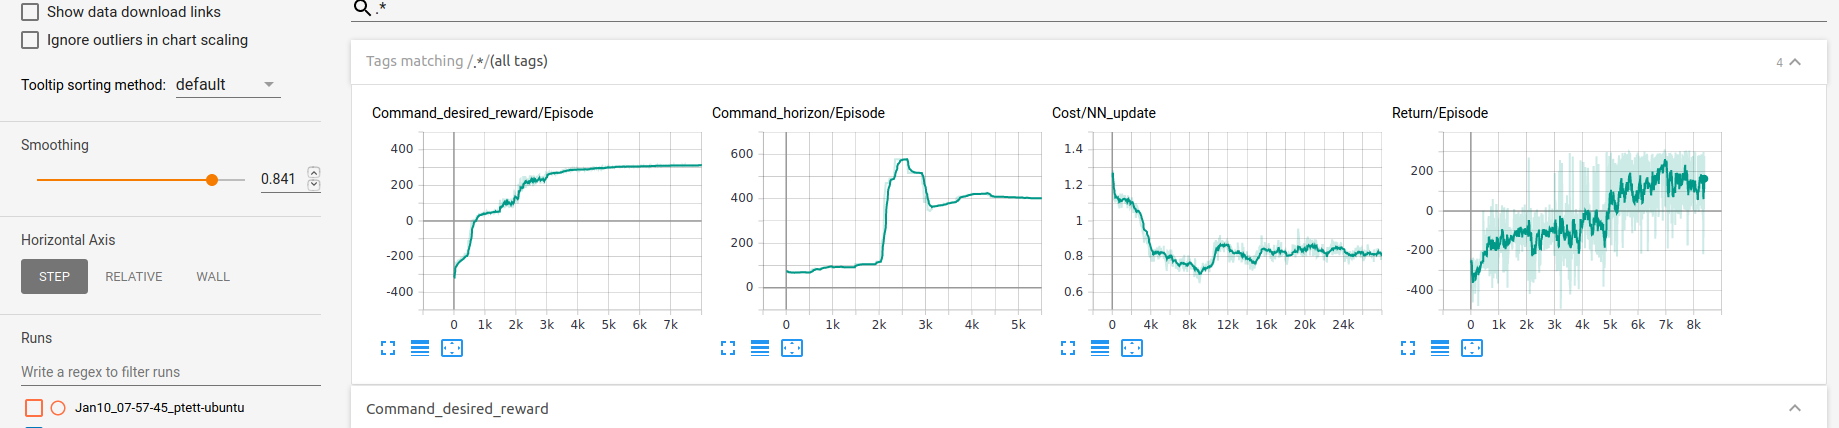 Show data download links
Ignore outliers in chart scaling
Tooltip sorting method: default
Smoothing
0.841
Horizontal Axis
STEP RELATIVE WALL
Runs
Write a regex to filter runs
Jan10_07-57-45_ptett-ubuntu
.*
Tags matching /.*/(all tags) 4
Command_desired_reward/Episode
400
200
0
-200
-400
0 1k 2k 3k 4k 5k 6k 7k
Command_horizon/Episode
600
400
200
0
0 1k 2k 3k 4k 5k
Cost/NN_update
1.4
1.2
1
0.8
0.6
0 4k 8k 12k 16k 20k 24k
Return/Episode
200
0
-200
-400
0 1k 2k 3k 4k 5k 6k 7k 8k
Command_desired_reward